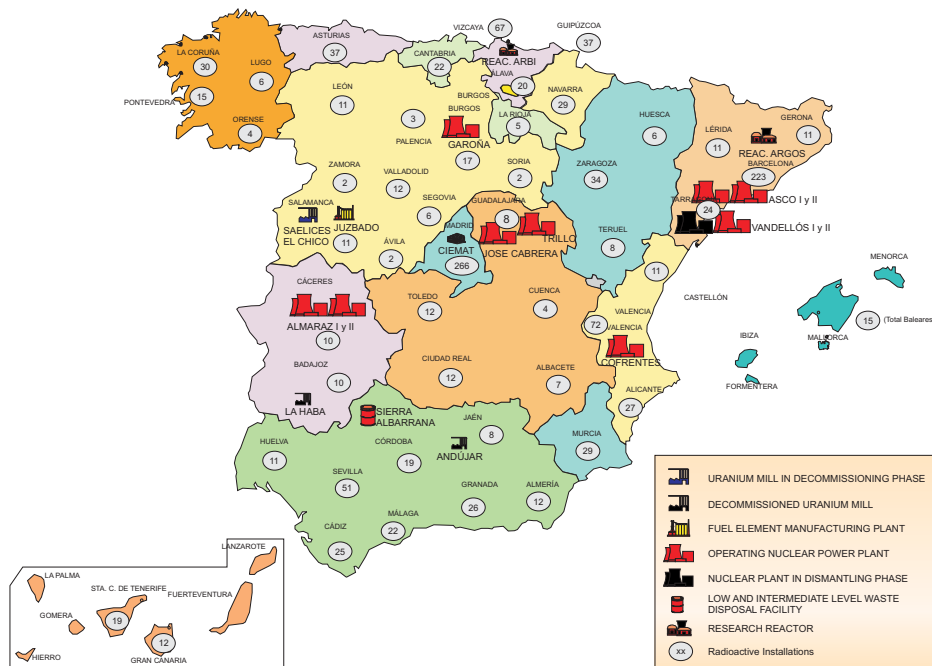 VIZCAYA
67
GUIPÚZCOA
37
ASTURIAS
37
CANTABRIA
22
REAC. ARBI
LA CORUÑA
30
LUGO
6
ÁLAVA
20
NAVARRA
29
PONTEVEDRA
15
ORENSE
4
LEÓN
11
BURGOS
BURGOS
3
PALENCIA
GAROÑA
17
LA RIOJA
5
HUESCA
6
LÉRIDA
11
GERONA
11
REAC. ARGOS
BARCELONA
223
ZAMORA
2
VALLADOLID
12
SORIA
2
ZARAGOZA
34
SEGOVIA
6
GUADALAJARA
8
TARRA
24
ASCO I y II
VANDELLÓS I y II
SALAMANCA
SAELICES
EL CHICO
JUZBADO
11
ÁVILA
2
MADRID
CIEMAT
266
TRILLO
JOSE CABRERA
TERUEL
8
11
CASTELLÓN
MENORCA
CÁCERES
ALMARAZ I y II
10
TOLEDO
12
CUENCA
4
72
VALENCIA
VALENCIA
COFRENTES
15
(Total Baleares)
MALLORCA
IBIZA
FORMENTERA
BADAJOZ
10
CIUDAD REAL
12
ALBACETE
7
ALICANTE
27
LA HABA
SIERRA
ALBARRANA
JAÉN
8
MURCIA
29
HUELVA
11
CÓRDOBA
19
ANDÚJAR
SEVILLA
51
GRANADA
26
ALMERÍA
12
MÁLAGA
22
CÁDIZ
25
LANZAROTE
LA PALMA
STA. C. DE TENERIFE
FUERTEVENTURA
GOMERA
19
12
HIERRO
GRAN CANARIA
URANIUM MILL IN DECOMMISSIONING PHASE
DECOMMISSIONED URANIUM MILL
FUEL ELEMENT MANUFACTURING PLANT
OPERATING NUCLEAR POWER PLANT
NUCLEAR PLANT IN DISMANTLING PHASE
LOW AND INTERMEDIATE LEVEL WASTE
DISPOSAL FACILITY
RESEARCH REACTOR
xx Radioactive Installations